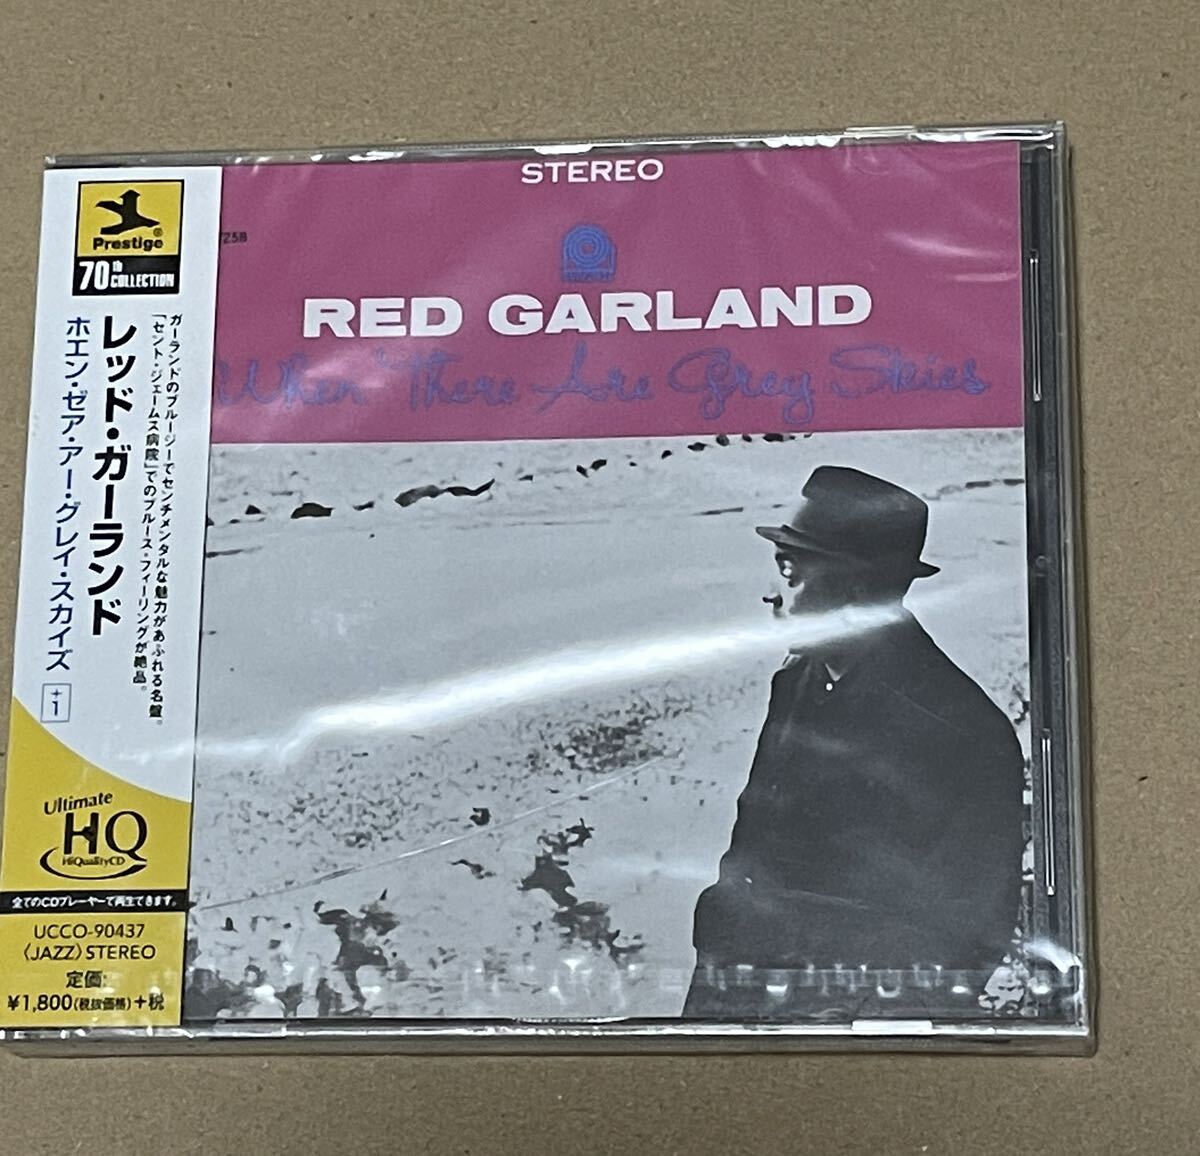 Prestige®
70th COLLECTION
ガーランドのブルージーでセンチメンタルな魅力があふれる名盤。
「セント・ジェームス病院」でのブルース・フィーリングが絶品。
レッド・ガーランド
ホエン・ゼア・アー・グレイ・スカイズ +1
Ultimate
HQ
HiQualityCD
全てのCDプレーヤーで再生できます。
UCCO-90437
〈JAZZ〉STEREO
定価:
¥1,800(税抜価格)+税
STEREO
7258
RED GARLAND
When There Are Grey Skies